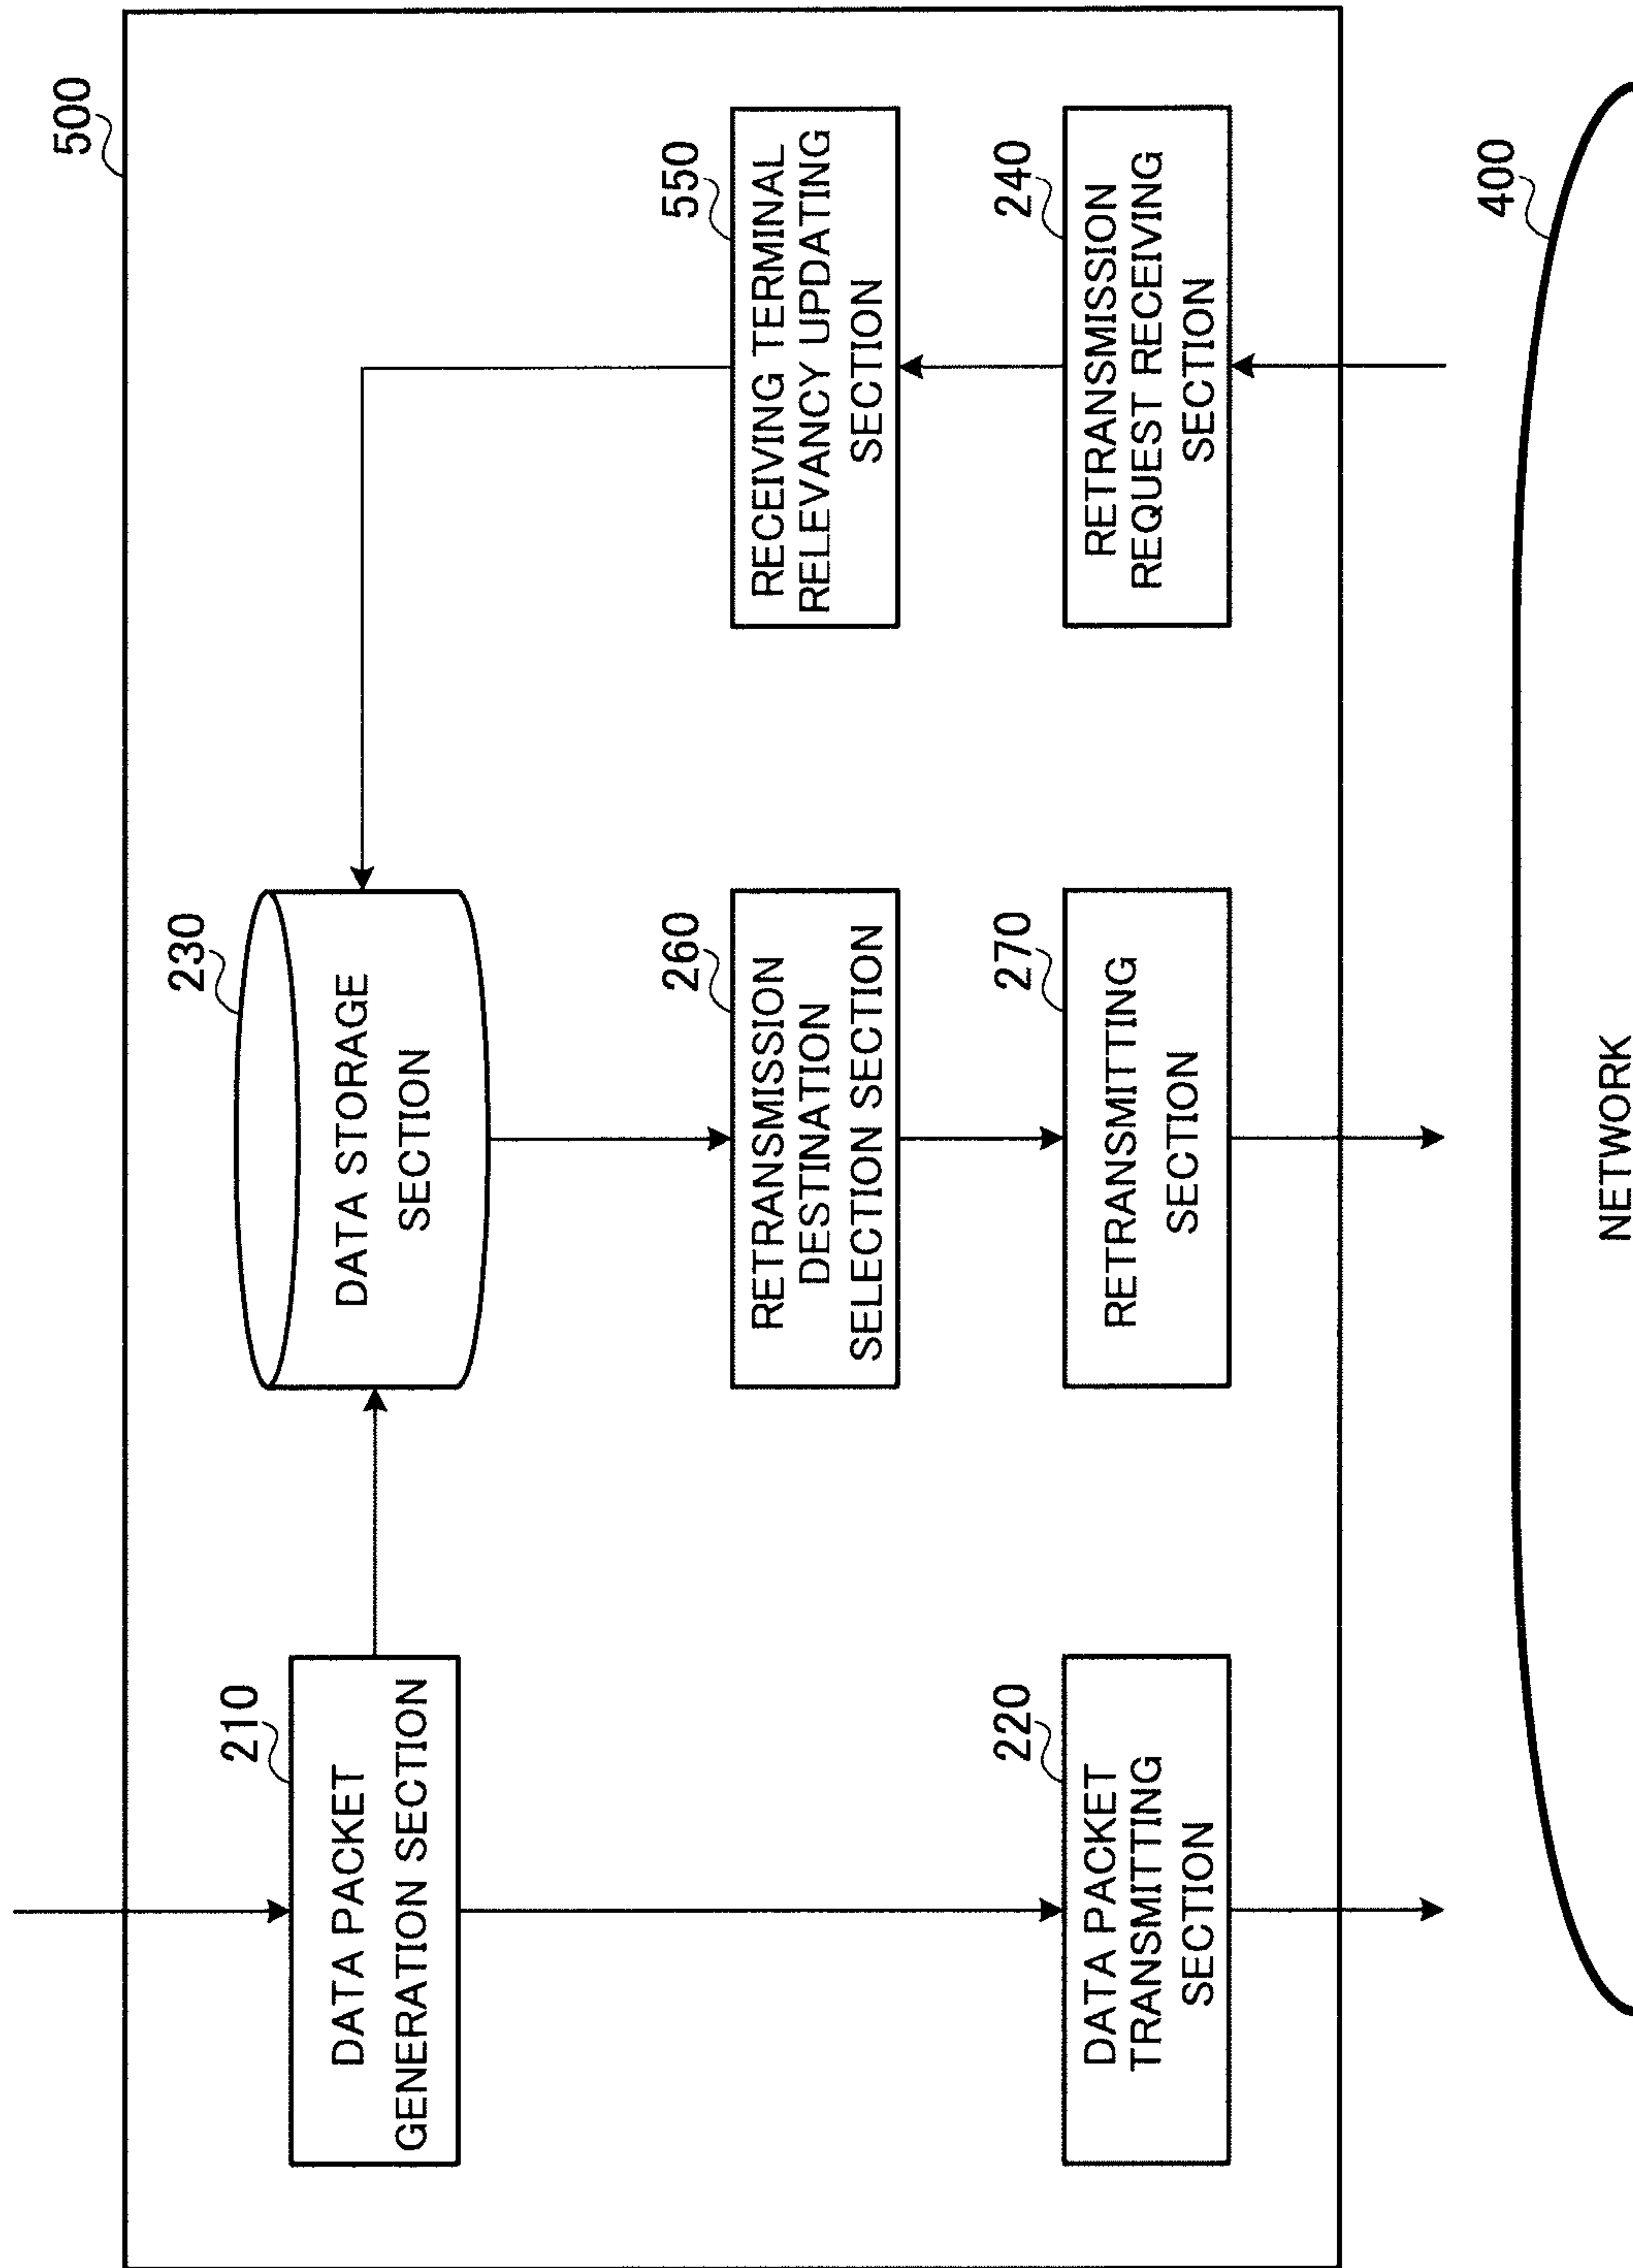 500
210
DATA PACKET
GENERATION SECTION
230
DATA STORAGE
SECTION
550
RECEIVING TERMINAL
RELEVANCY UPDATING
SECTION
260
RETRANSMISSION
DESTINATION
SELECTION SECTION
220
DATA PACKET
TRANSMITTING
SECTION
270
RETRANSMITTING
SECTION
240
RETRANSMISSION
REQUEST RECEIVING
SECTION
400
NETWORK